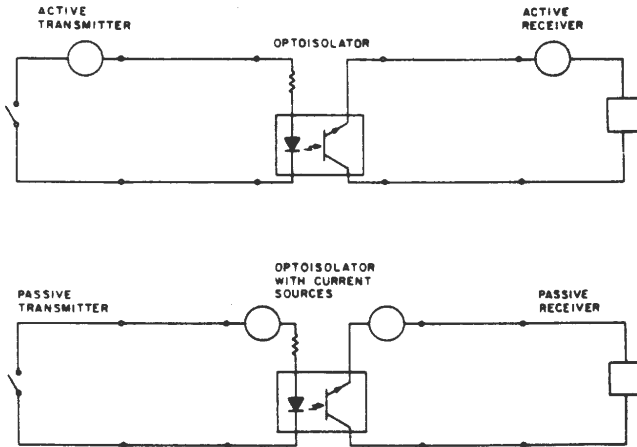 ACTIVE
TRANSMITTER
OPTOISOLATOR
ACTIVE
RECEIVER
PASSIVE
TRANSMITTER
OPTOISOLATOR
WITH CURRENT
SOURCES
PASSIVE
RECEIVER